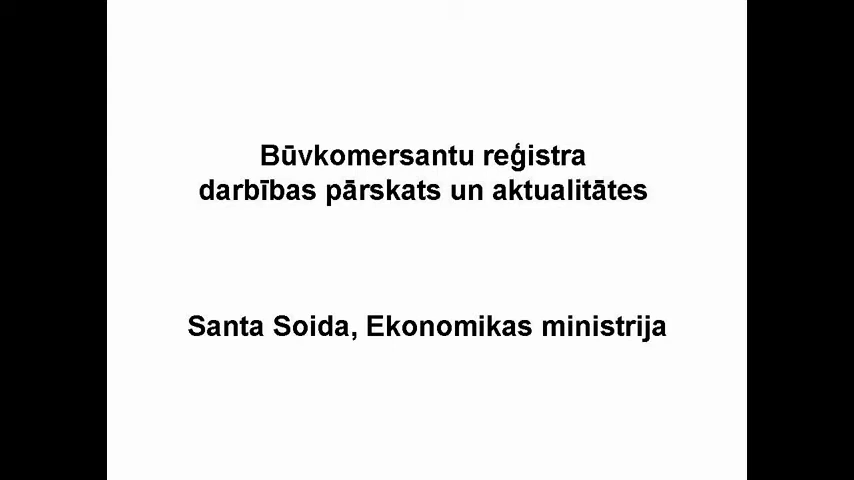 Būvkomersantu reģistra
darbības pārskats un aktualitātes
Santa Soida, Ekonomikas ministrija